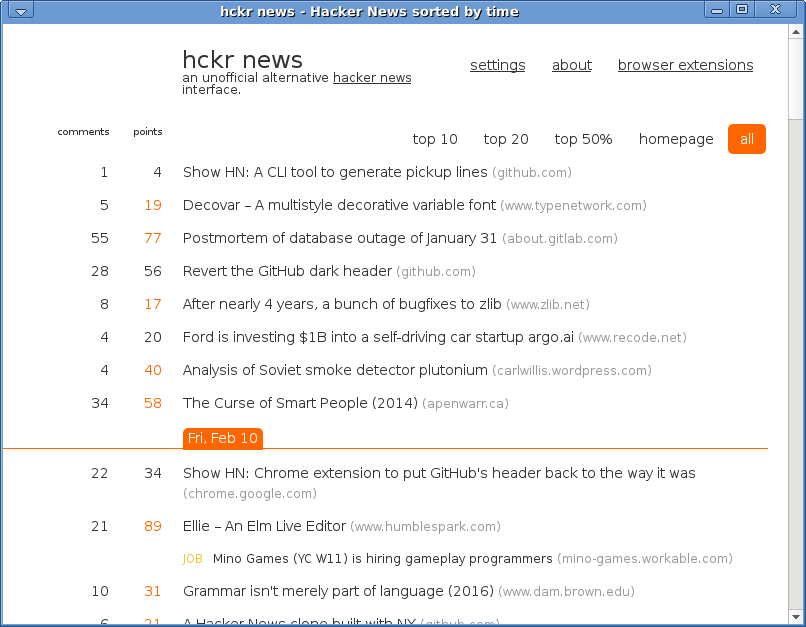 hckr news - Hacker News sorted by time
hckr news
an unofficial alternative hacker news
interface.
settings about browser extensions
comments points
top 10 top 20 top 50% homepage all
1 4 Show HN: A CLI tool to generate pickup lines (github.com)
5 19 Decovar – A multistyle decorative variable font (www.typenetwork.com)
55 77 Postmortem of database outage of January 31 (about.gitlab.com)
28 56 Revert the GitHub dark header (github.com)
8 17 After nearly 4 years, a bunch of bugfixes to zlib (www.zlib.net)
4 20 Ford is investing $1B into a self-driving car startup argo.ai (www.recode.net)
4 40 Analysis of Soviet smoke detector plutonium (carlwillis.wordpress.com)
34 58 The Curse of Smart People (2014) (apenwarr.ca)
Fri, Feb 10
22 34 Show HN: Chrome extension to put GitHub's header back to the way it was
(chrome.google.com)
21 89 Ellie – An Elm Live Editor (www.humblespark.com)
JOB Mino Games (YC W11) is hiring gameplay programmers (mino-games.workable.com)
10 31 Grammar isn't merely part of language (2016) (www.dam.brown.edu)
6 21 A Hacker News clone built with NX (github.com)